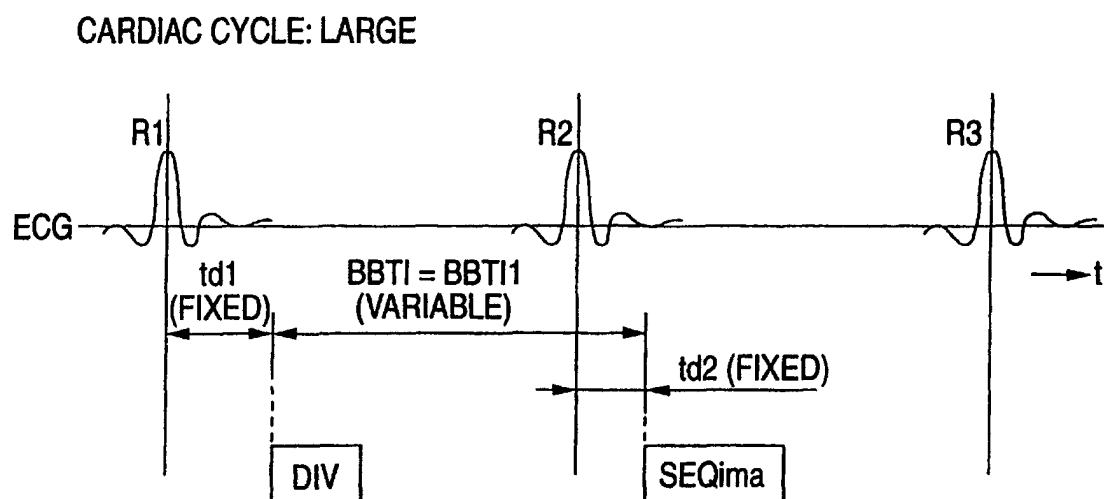 CARDIAC CYCLE: LARGE
R1
R2
R3
ECG
t
td1
(FIXED)
BBTI = BBTI1
(VARIABLE)
td2 (FIXED)
DIV
SEQima